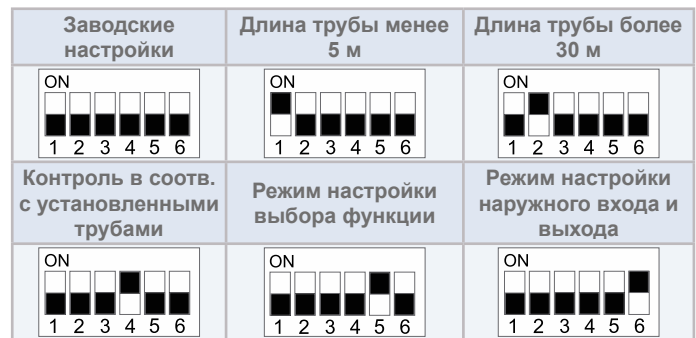 Заводские
настройки
Длина трубы менее
5 м
Длина трубы более
30 м
ON
1 2 3 4 5 6
ON
1 2 3 4 5 6
ON
1 2 3 4 5 6
Контроль в соотв.
с установленными
трубами
Режим настройки
выбора функции
Режим настройки
наружного входа и
выхода
ON
1 2 3 4 5 6
ON
1 2 3 4 5 6
ON
1 2 3 4 5 6